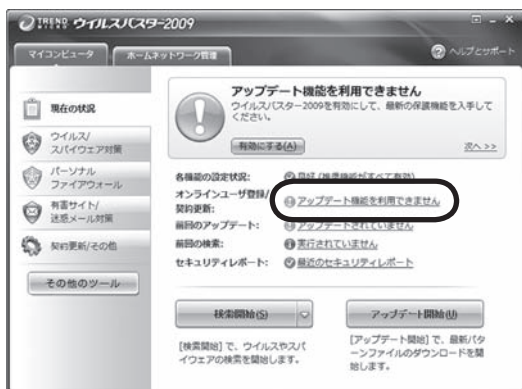 TREND MICRO ウイルスバスター2009
マイコンピュータ
ホームネットワーク管理
ヘルプとサポート
現在の状況
ウイルス/
スパイウェア対策
パーソナル
ファイアウォール
有害サイト/
迷惑メール対策
契約更新/その他
その他のツール
アップデート機能を利用できません
ウイルスバスター2009を有効にして、最新の保護機能を入手して
ください。
有効にする(A)
次へ >>
各機能の設定状況: 良好 (推奨機能がすべて有効)
オンラインユーザ登録/
契約更新: アップデート機能を利用できません
前回のアップデート: アップデートされていません
前回の検索: 実行されていません
セキュリティレポート: 最近のセキュリティレポート
検索開始(S)
[検索開始] で、ウイルスやスパ
イウェアの検索を開始します。
アップデート開始(U)
[アップデート開始] で、最新パタ
ーンファイルのダウンロードを開
始します。